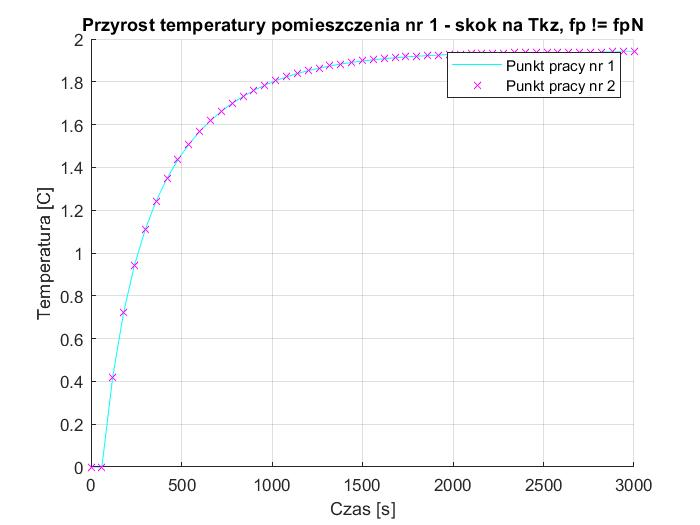 Przyrost temperatury pomieszczenia nr 1 - skok na Tkz, fp != fpN
2
1.8
1.6
1.4
1.2
1
0.8
0.6
0.4
0.2
0
Temperatura [C]
Punkt pracy nr 1
Punkt pracy nr 2
0 500 1000 1500 2000 2500 3000
Czas [s]